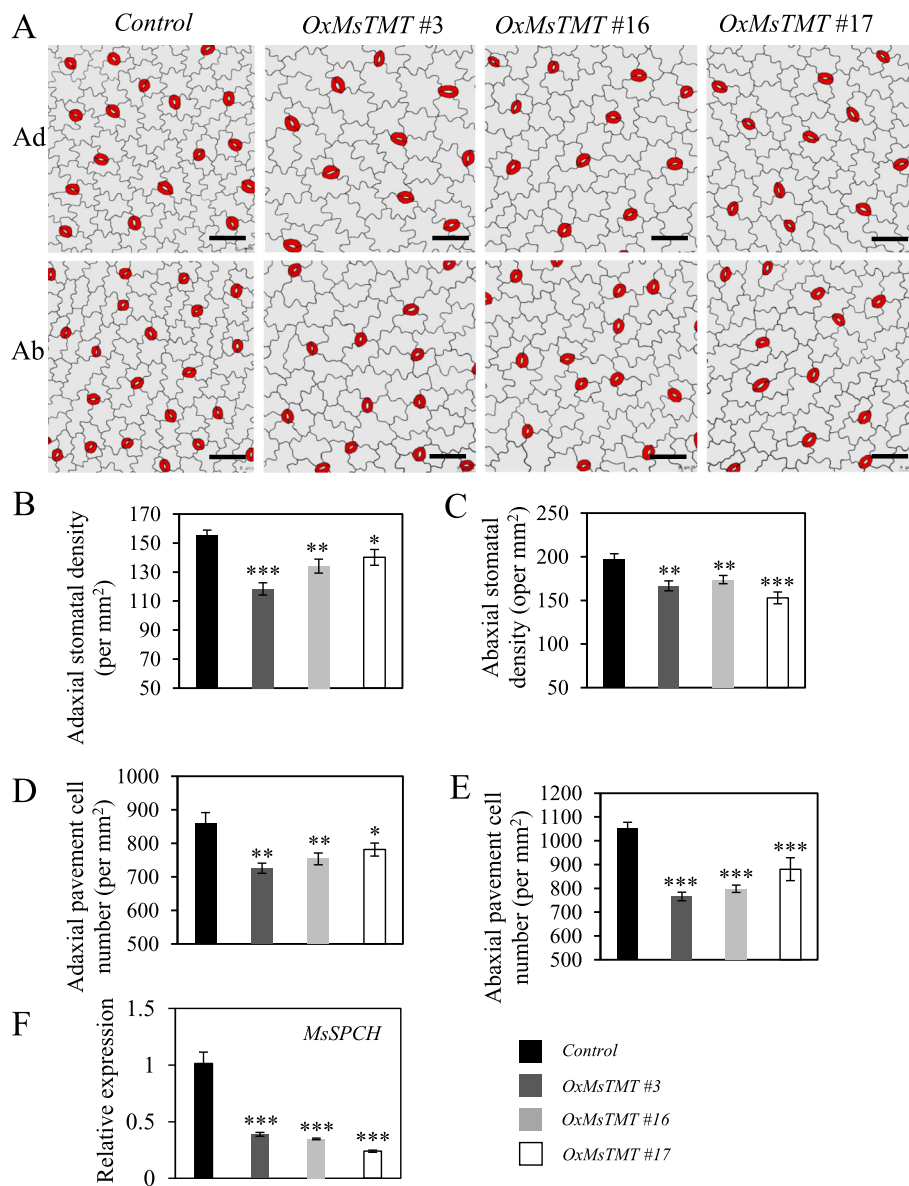 A
Control
OxMsTMT #3
OxMsTMT #16
OxMsTMT #17
Ad
Ab
B
Adaxial stomatal density
(per mm²)
170
150
130
110
90
70
50
***
**
*
C
Abaxial stomatal
density (oper mm²)
250
200
150
100
50
**
**
***
D
Adaxial pavement cell
number (per mm²)
1000
900
800
700
600
500
**
**
*
E
Abaxial pavement cell
number (per mm²)
1200
1100
1000
900
800
700
600
500
***
***
***
F
Relative expression
1.5
1
0.5
0
MsSPCH
***
***
***
Control
OxMsTMT #3
OxMsTMT #16
OxMsTMT #17